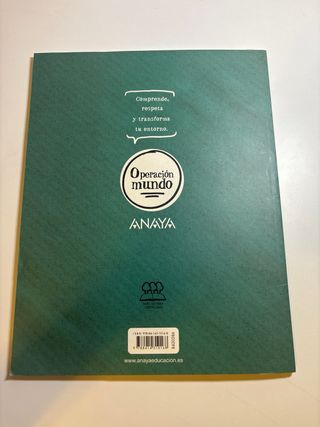 Comprende,
respeta
y transforma
tu entorno.
Operación
mundo
ANAYA
www.anayaeducacion.es